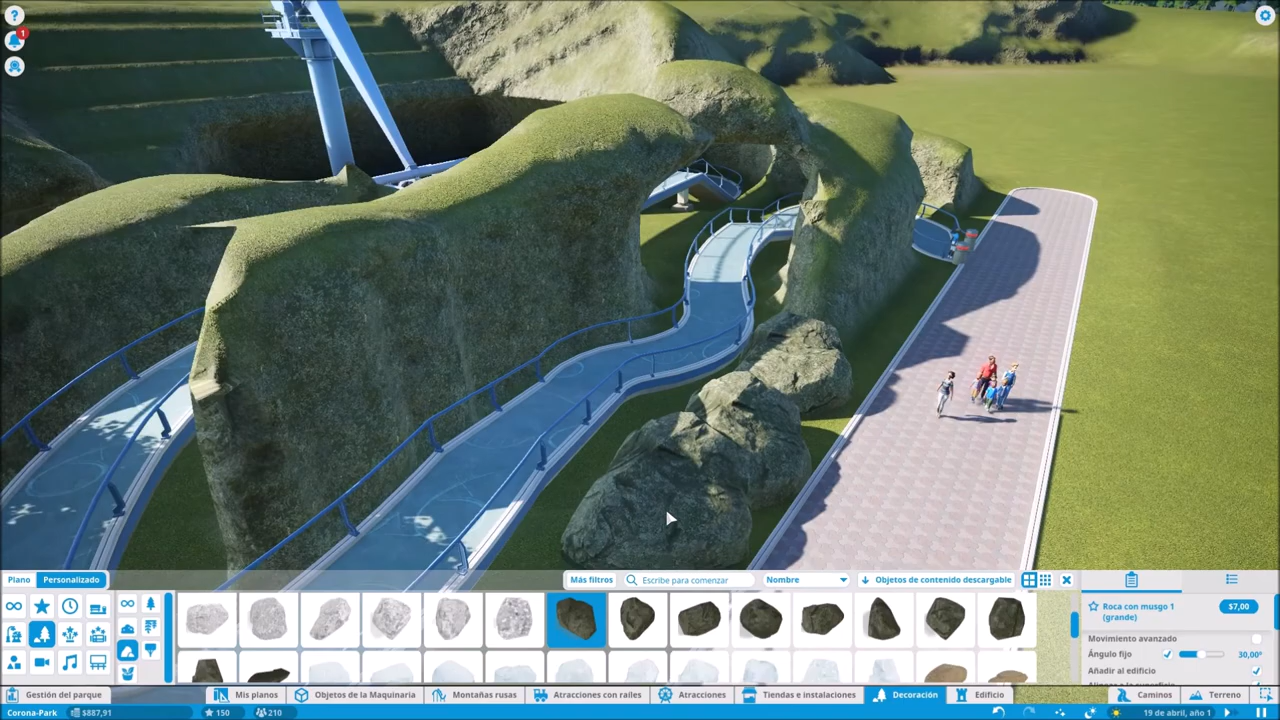 ?
1
Plano
Personalizado
Más filtros
Escribe para comenzar
Nombre
Objetos de contenido descargable
Roca con musgo 1
(grande)
$7,00
Movimiento avanzado
Ángulo fijo
30,00º
Añadir al edificio
Gestión del parque
Mis planos
Objetos de la Maquinaria
Montañas rusas
Atracciones con raíles
Atracciones
Tiendas e instalaciones
Decoración
Edificio
Caminos
Terreno
Corona-Park
$887,91
150
210
19 de abril, año 1